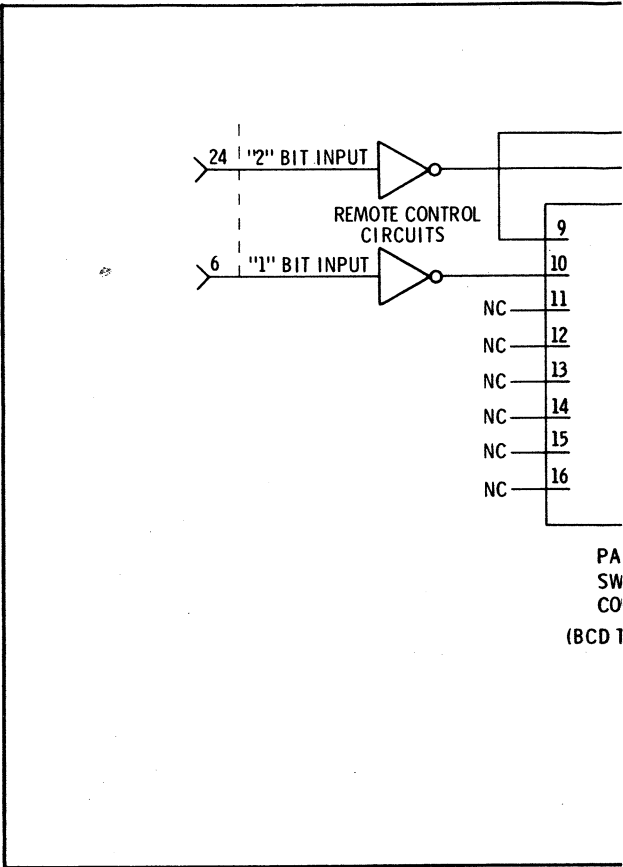 24 "2" BIT INPUT
REMOTE CONTROL
CIRCUITS
9
6 "1" BIT INPUT
10
NC 11
NC 12
NC 13
NC 14
NC 15
NC 16
PA
SW
CO
(BCD T